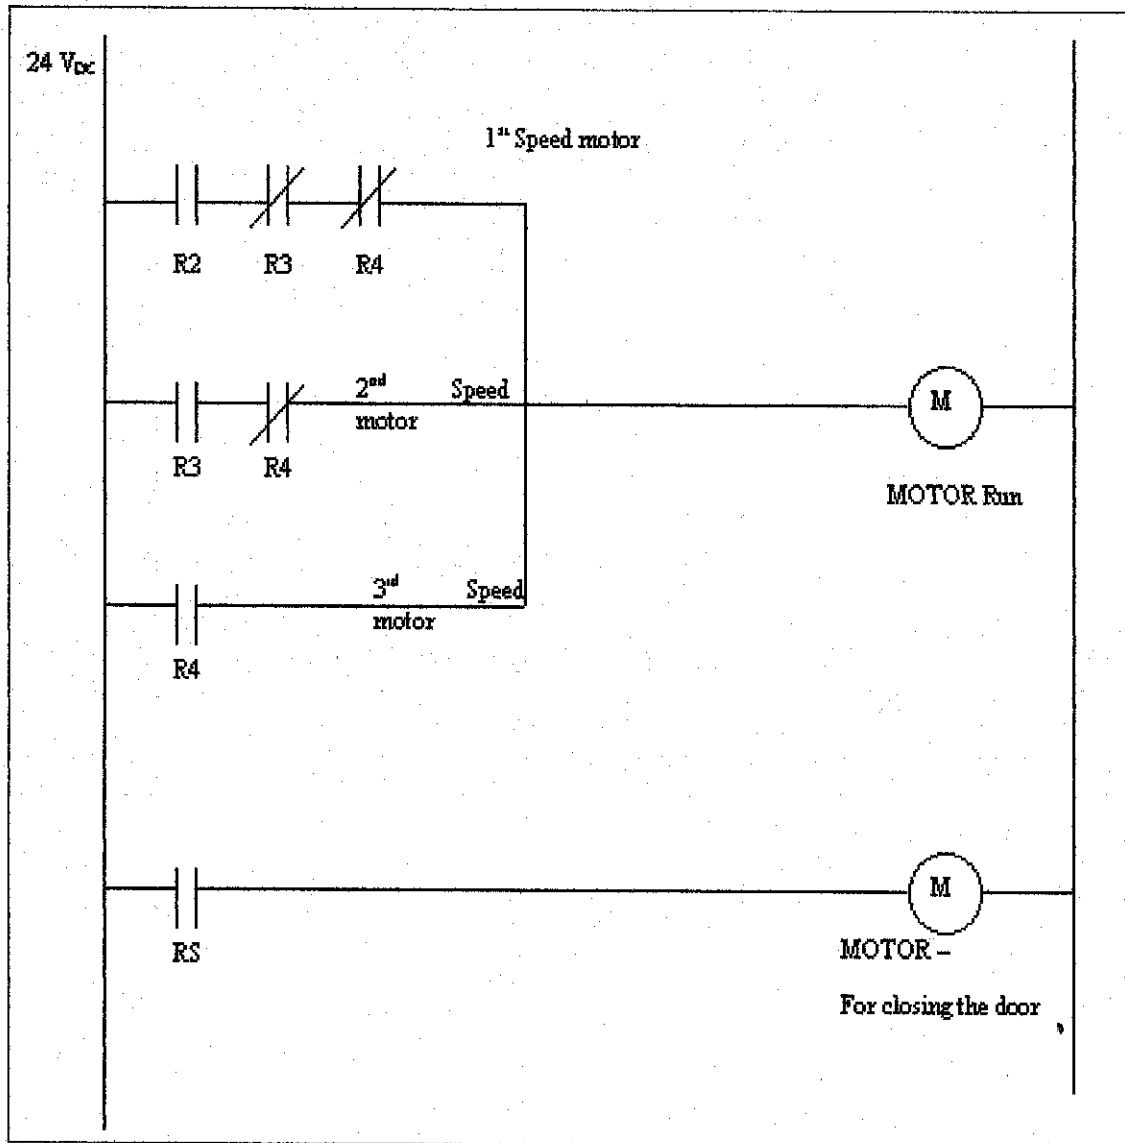 24 V_DC
1st Speed motor
R2 R3 R4
2nd Speed
motor
M
R3 R4
MOTOR Run
3rd Speed
motor
R4
M
RS
MOTOR –
For closing the door